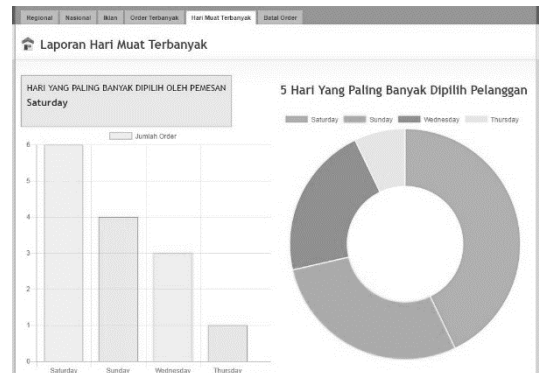 Regional Nasional Iklan Order Terbanyak Hari Muat Terbanyak Batal Order
Laporan Hari Muat Terbanyak
HARI YANG PALING BANYAK DIPILIH OLEH PEMESAN
Saturday
Jumlah Order
6
5
4
3
2
1
0
Saturday Sunday Wednesday Thursday
5 Hari Yang Paling Banyak Dipilih Pelanggan
Saturday Sunday Wednesday Thursday